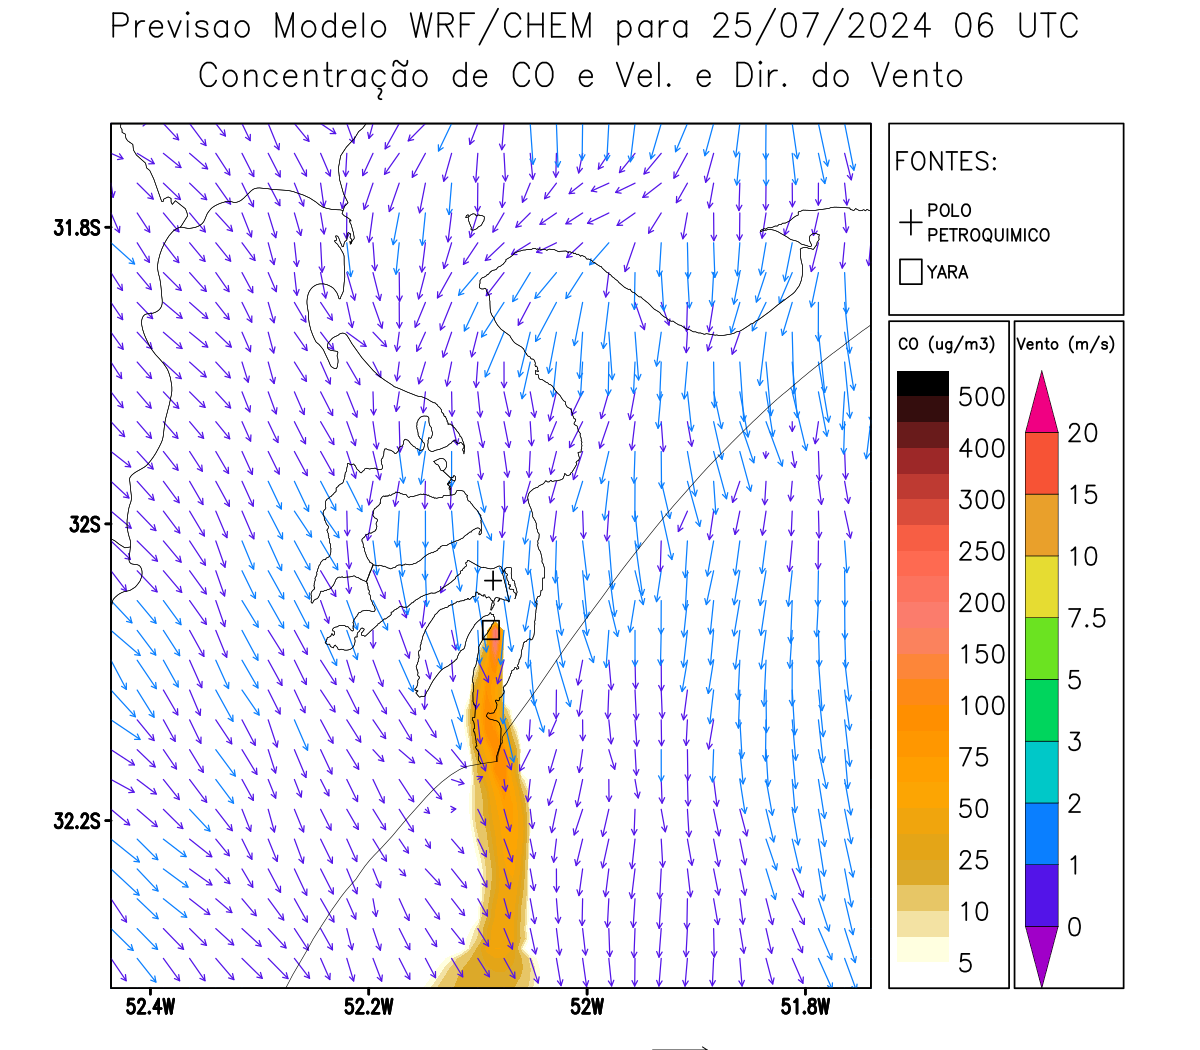 Previsao Modelo WRF/CHEM para 25/07/2024 06 UTC
Concentração de CO e Vel. e Dir. do Vento
FONTES:
POLO
PETROQUIMICO
YARA
CO (ug/m3)
500
400
300
250
200
150
100
75
50
25
10
5
Vento (m/s)
20
15
10
7.5
5
3
2
1
0
31.8S
32S
32.2S
52.4W
52.2W
52W
51.8W